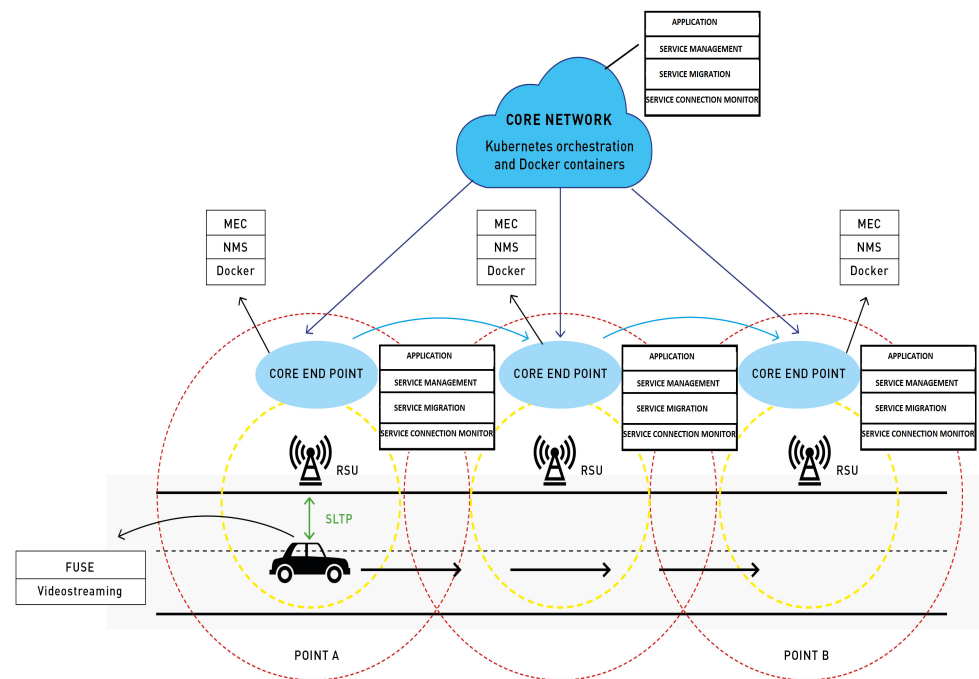 APPLICATION
SERVICE MANAGEMENT
SERVICE MIGRATION
SERVICE CONNECTION MONITOR
CORE NETWORK
Kubernetes orchestration
and Docker containers
MEC
NMS
Docker
MEC
NMS
Docker
MEC
NMS
Docker
CORE END POINT
APPLICATION
SERVICE MANAGEMENT
SERVICE MIGRATION
SERVICE CONNECTION MONITOR
CORE END POINT
APPLICATION
SERVICE MANAGEMENT
SERVICE MIGRATION
SERVICE CONNECTION MONITOR
CORE END POINT
APPLICATION
SERVICE MANAGEMENT
SERVICE MIGRATION
SERVICE CONNECTION MONITOR
RSU
RSU
RSU
SLTP
FUSE
Videostreaming
POINT A
POINT B